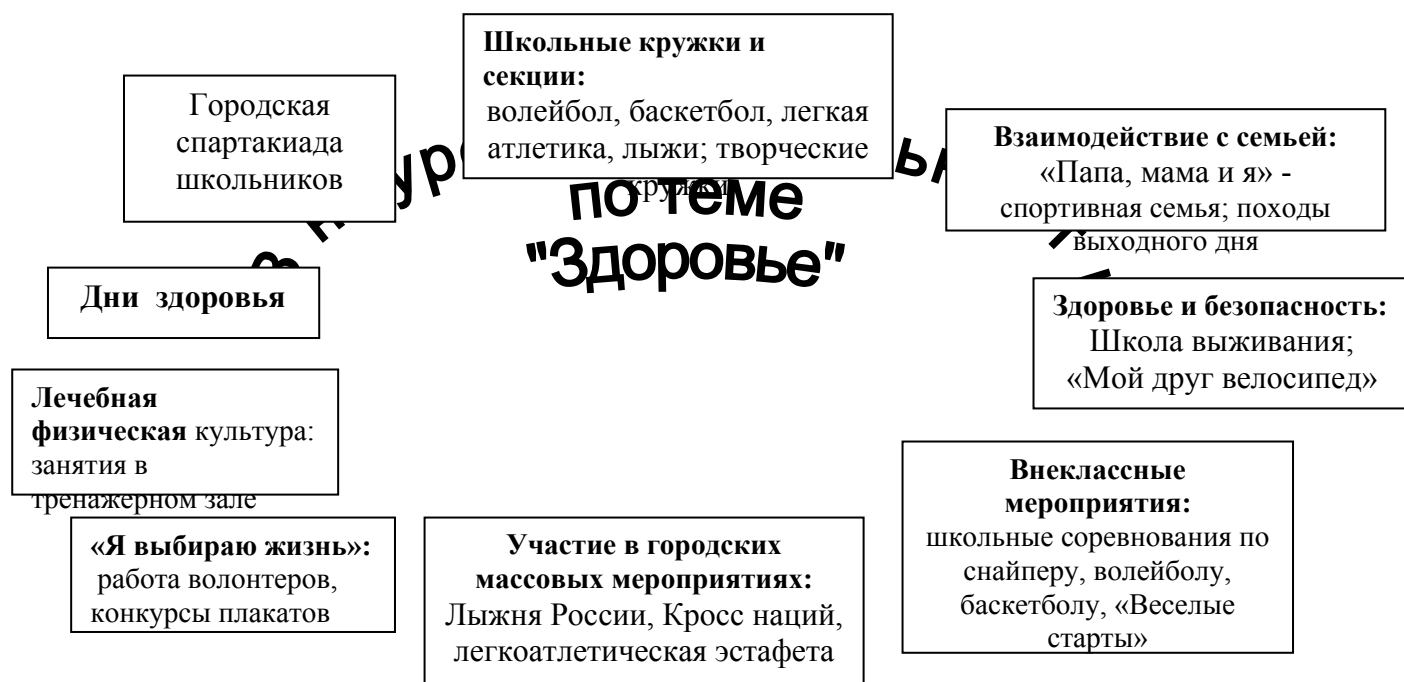 Школьные кружки и
секции:
волейбол, баскетбол, легкая
атлетика, лыжи; творческие
кружки
Городская
спартакиада
школьников
Взаимодействие с семьей:
«Папа, мама и я» -
спортивная семья; походы
выходного дня
по теме
"Здоровье"
Дни здоровья
Здоровье и безопасность:
Школа выживания;
«Мой друг велосипед»
Лечебная
физическая культура:
занятия в
тренажерном зале
Внеклассные
мероприятия:
школьные соревнования по
снайперу, волейболу,
баскетболу, «Веселые
старты»
«Я выбираю жизнь»:
работа волонтеров,
конкурсы плакатов
Участие в городских
массовых мероприятиях:
Лыжня России, Кросс наций,
легкоатлетическая эстафета